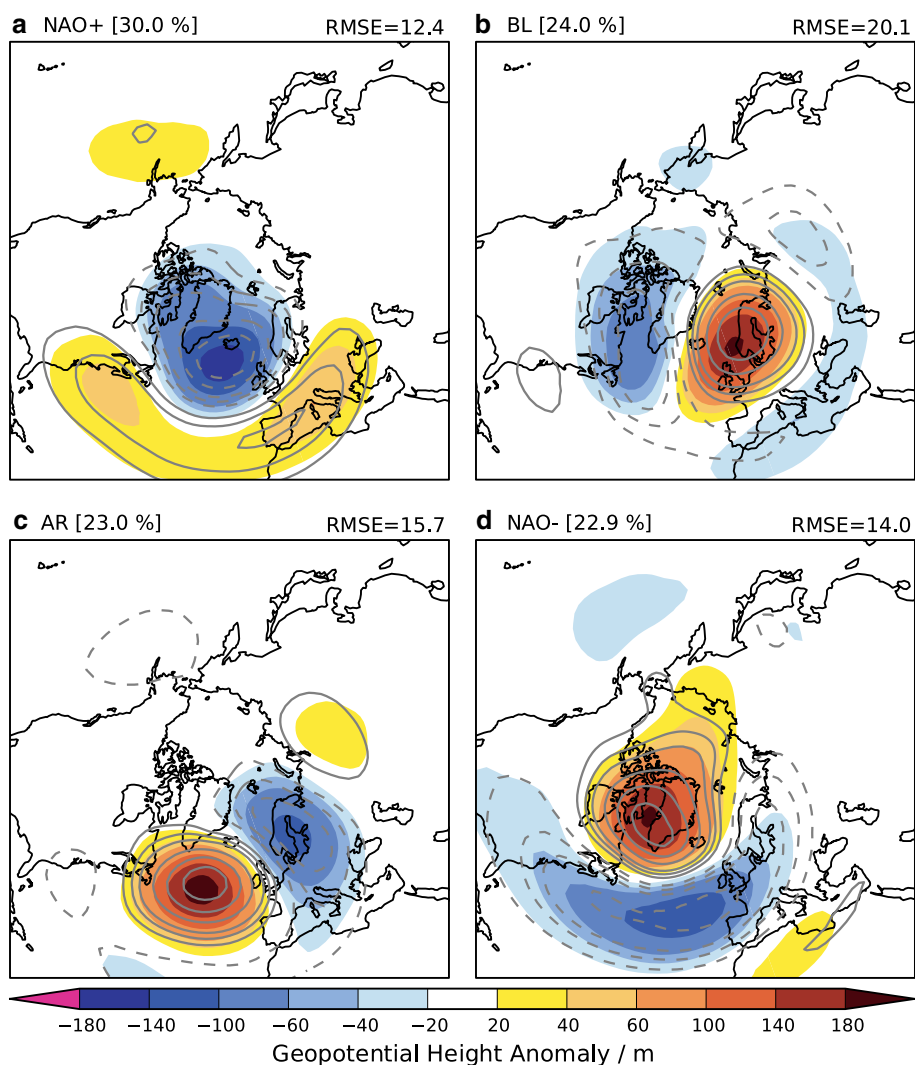 a NAO+ [30.0 %] RMSE=12.4
b BL [24.0 %] RMSE=20.1
c AR [23.0 %] RMSE=15.7
d NAO- [22.9 %] RMSE=14.0
−180 −140 −100 −60 −40 −20 20 40 60 100 140 180
Geopotential Height Anomaly / m